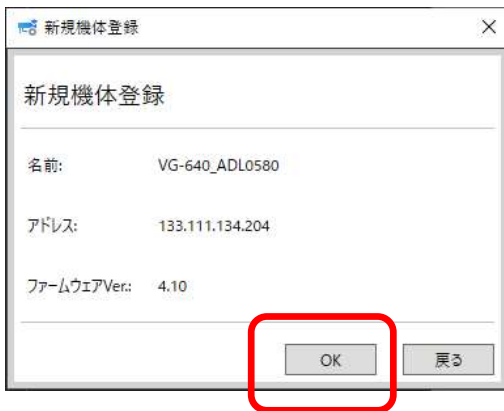 新規機体登録
新規機体登録
名前: VG-640_ADL0580
アドレス: 133.111.134.204
ファームウェアVer.: 4.10
OK 戻る